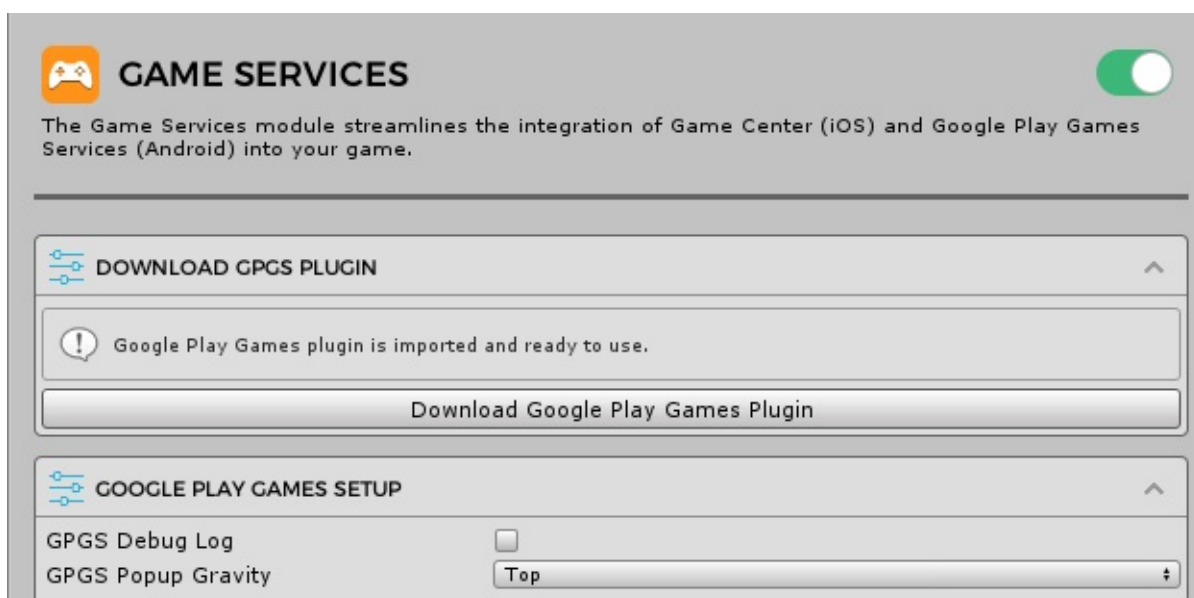 GAME SERVICES
The Game Services module streamlines the integration of Game Center (iOS) and Google Play Games
Services (Android) into your game.
DOWNLOAD GPGS PLUGIN
Google Play Games plugin is imported and ready to use.
Download Google Play Games Plugin
GOOGLE PLAY GAMES SETUP
GPGS Debug Log
GPGS Popup Gravity Top